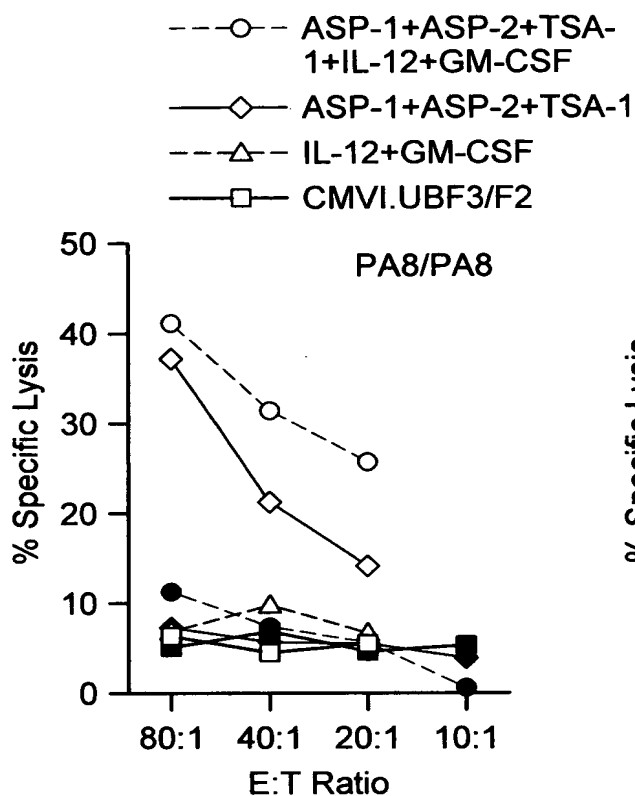 ASP-1+ASP-2+TSA-
1+IL-12+GM-CSF
ASP-1+ASP-2+TSA-1
IL-12+GM-CSF
CMVI.UBF3/F2
PA8/PA8
50
40
30
20
10
0
% Specific Lysis
80:1 40:1 20:1 10:1
E:T Ratio
% Specific Lysis